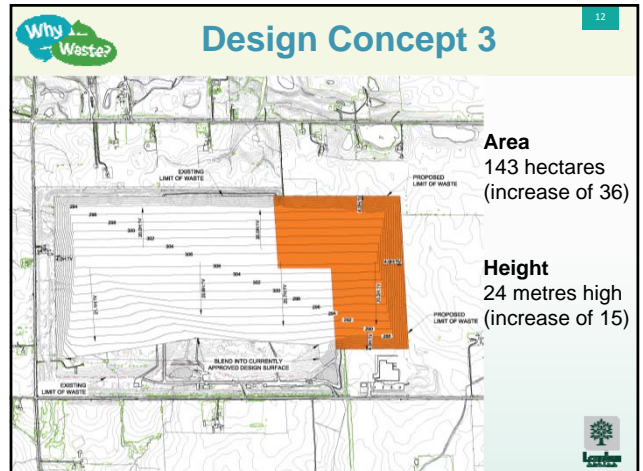 12
Why
Waste?
Design Concept 3
Area
143 hectares
(increase of 36)
Height
24 metres high
(increase of 15)
EXISTING
LIMIT OF WASTE
PROPOSED
LIMIT OF WASTE
PROPOSED
LIMIT OF WASTE
BLEND INTO CURRENTLY
APPROVED DESIGN SURFACE
EXISTING
LIMIT OF WASTE
London
CANADA